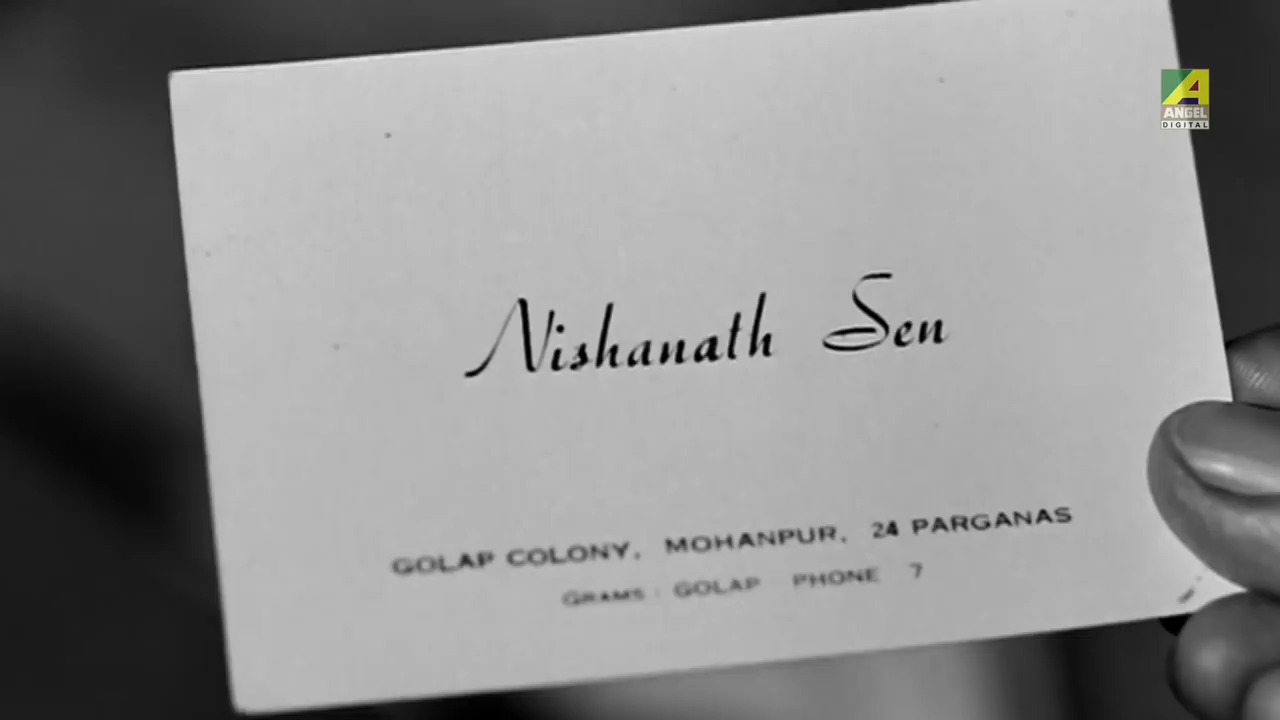 A
ANGEL
DIGITAL
Nishanath Sen
GOLAP COLONY, MOHANPUR, 24 PARGANAS
GRAMS : GOLAP PHONE 7